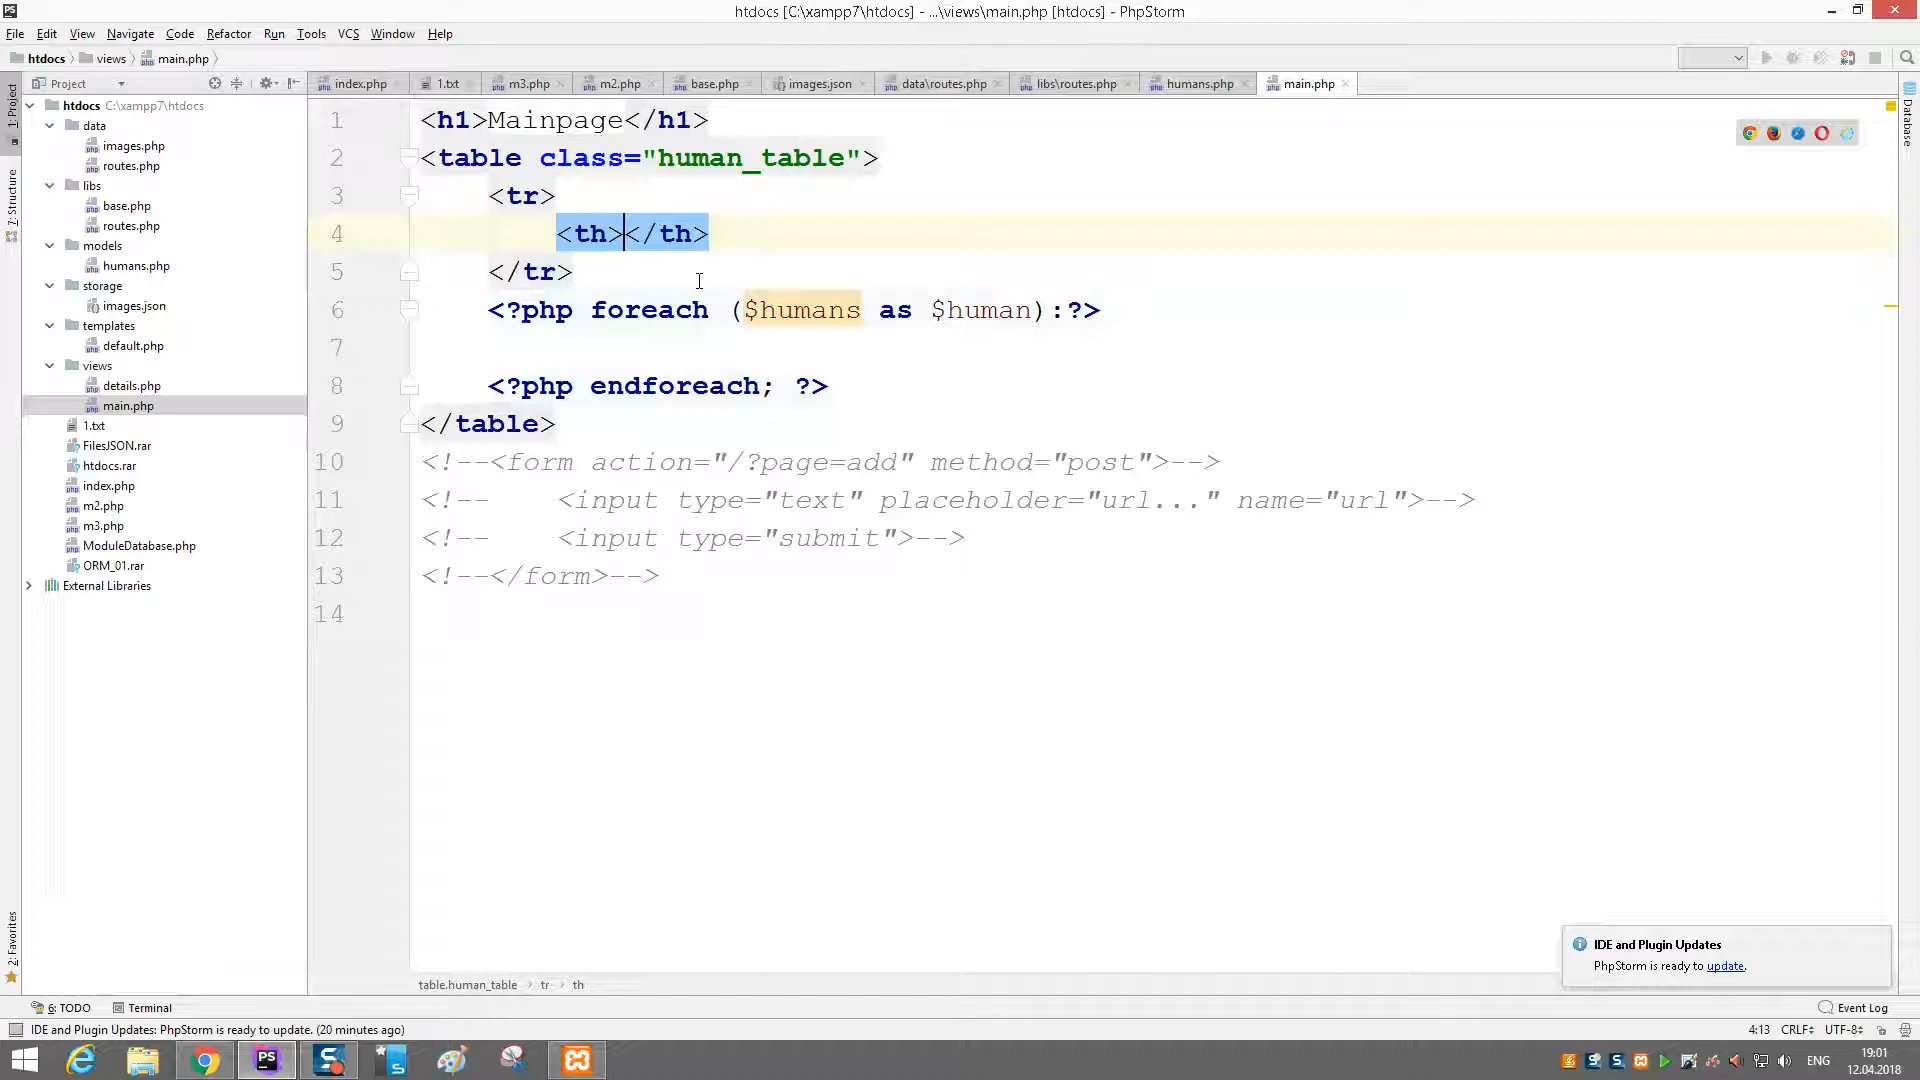 PS
htdocs [C:\xampp7\htdocs] - ...\views\main.php [htdocs] - PhpStorm
File Edit View Navigate Code Refactor Run Tools VCS Window Help
htdocs views main.php
Project
index.php 1.txt m3.php m2.php base.php images.json data\routes.php libs\routes.php humans.php main.php
1: Project
7: Structure
2: Favorites
Database
htdocs C:\xampp7\htdocs
data
images.php
routes.php
libs
base.php
routes.php
models
humans.php
storage
images.json
templates
default.php
views
details.php
main.php
1.txt
FilesJSON.rar
htdocs.rar
index.php
m2.php
m3.php
ModuleDatabase.php
ORM_01.rar
External Libraries
1 <h1>Mainpage</h1>
2 <table class="human_table">
3 <tr>
4 <th></th>
5 </tr>
6 <?php foreach ($humans as $human):?>
7
8 <?php endforeach; ?>
9 </table>
10 <!--<form action="/?page=add" method="post">-->
11 <!-- <input type="text" placeholder="url..." name="url">-->
12 <!-- <input type="submit">-->
13 <!--</form>-->
14
IDE and Plugin Updates
PhpStorm is ready to update.
table.human_table tr th
6: TODO Terminal Event Log
IDE and Plugin Updates: PhpStorm is ready to update. (20 minutes ago) 4:13 CRLF UTF-8
PS
ENG
19:01
12.04.2018